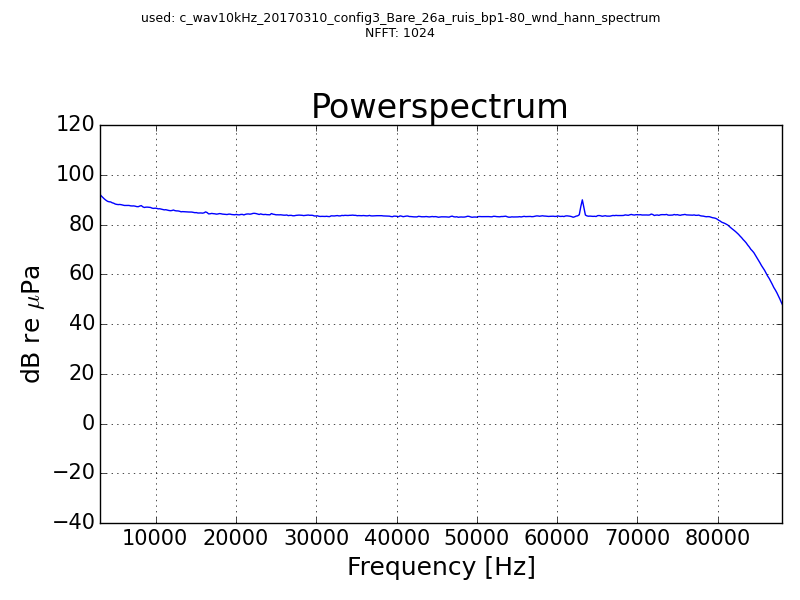 used: c_wav10kHz_20170310_config3_Bare_26a_ruis_bp1-80_wnd_hann_spectrum
NFFT: 1024
Powerspectrum
120
100
80
60
40
20
0
−20
−40
dB re μPa
10000 20000 30000 40000 50000 60000 70000 80000
Frequency [Hz]